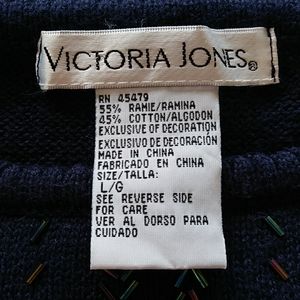 VICTORIA JONES®
RN 45479
55% RAMIE/RAMINA
45% COTTON/ALGODON
EXCLUSIVE OF DECORATION
EXCLUSIVO DE DECORACIÓN
MADE IN CHINA
FABRICADO EN CHINA
SIZE/TALLA:
L/G
SEE REVERSE SIDE
FOR CARE
VER AL DORSO PARA
CUIDADO